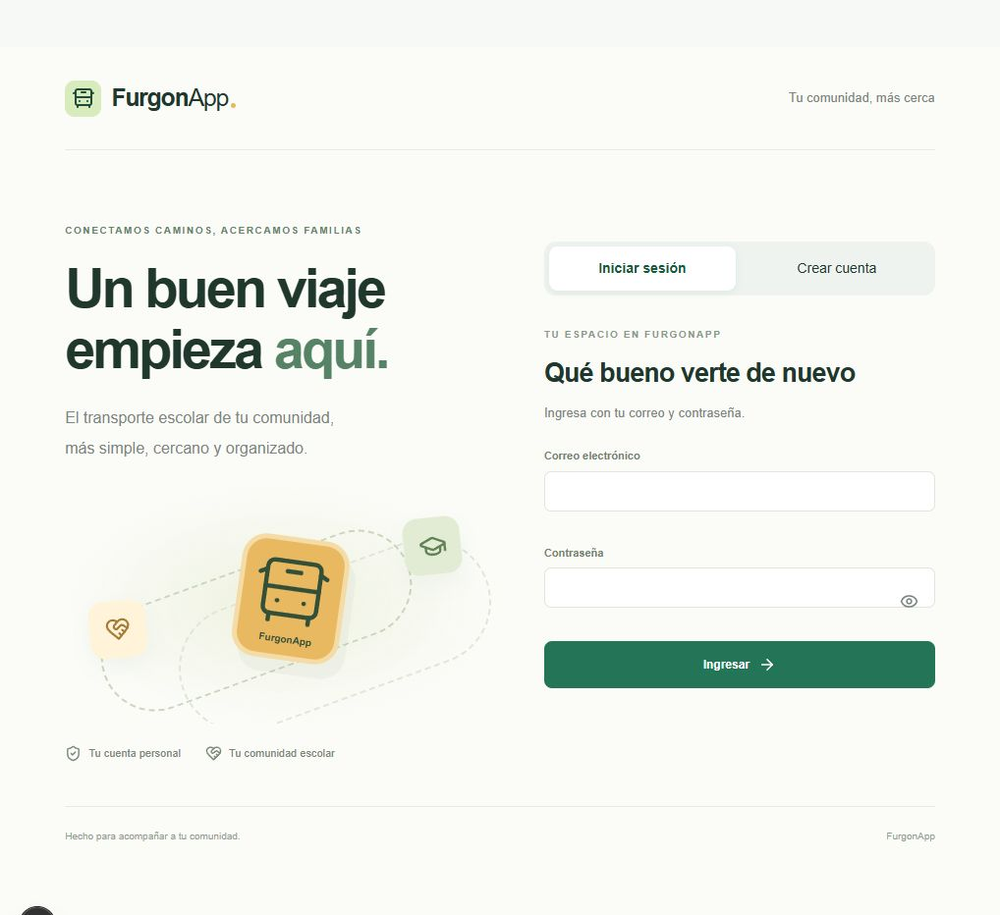 FurgonApp.
Tu comunidad, más cerca
CONECTAMOS CAMINOS, ACERCAMOS FAMILIAS
Un buen viaje
empieza aquí.
El transporte escolar de tu comunidad,
más simple, cercano y organizado.
FurgonApp
Tu cuenta personal
Tu comunidad escolar
Iniciar sesión
Crear cuenta
TU ESPACIO EN FURGONAPP
Qué bueno verte de nuevo
Ingresa con tu correo y contraseña.
Correo electrónico
Contraseña
Ingresar
Hecho para acompañar a tu comunidad.
FurgonApp